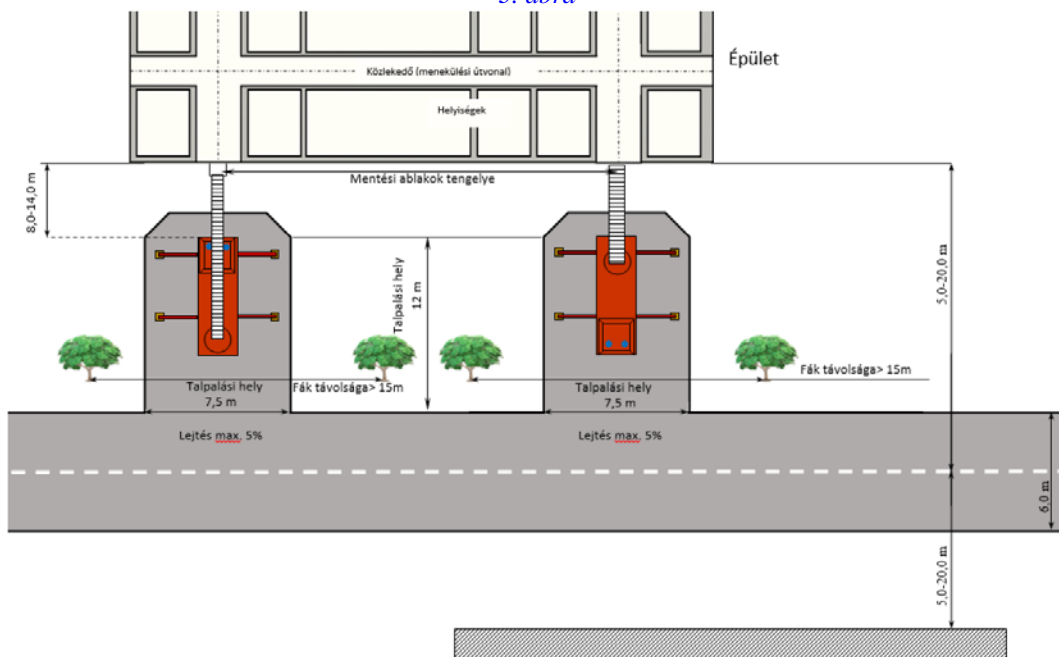 3. ábra
Közlekedő (menekülési útvonal)
Épület
Helyiségek
8,0-14,0 m
Mentési ablakok tengelye
5,0-20,0 m
Talpalási hely
12 m
Talpalási hely
7,5 m
Fák távolsága> 15m
Talpalási hely
7,5 m
Fák távolsága> 15m
Lejtés max. 5%
Lejtés max. 5%
6,0 m
5,0-20,0 m